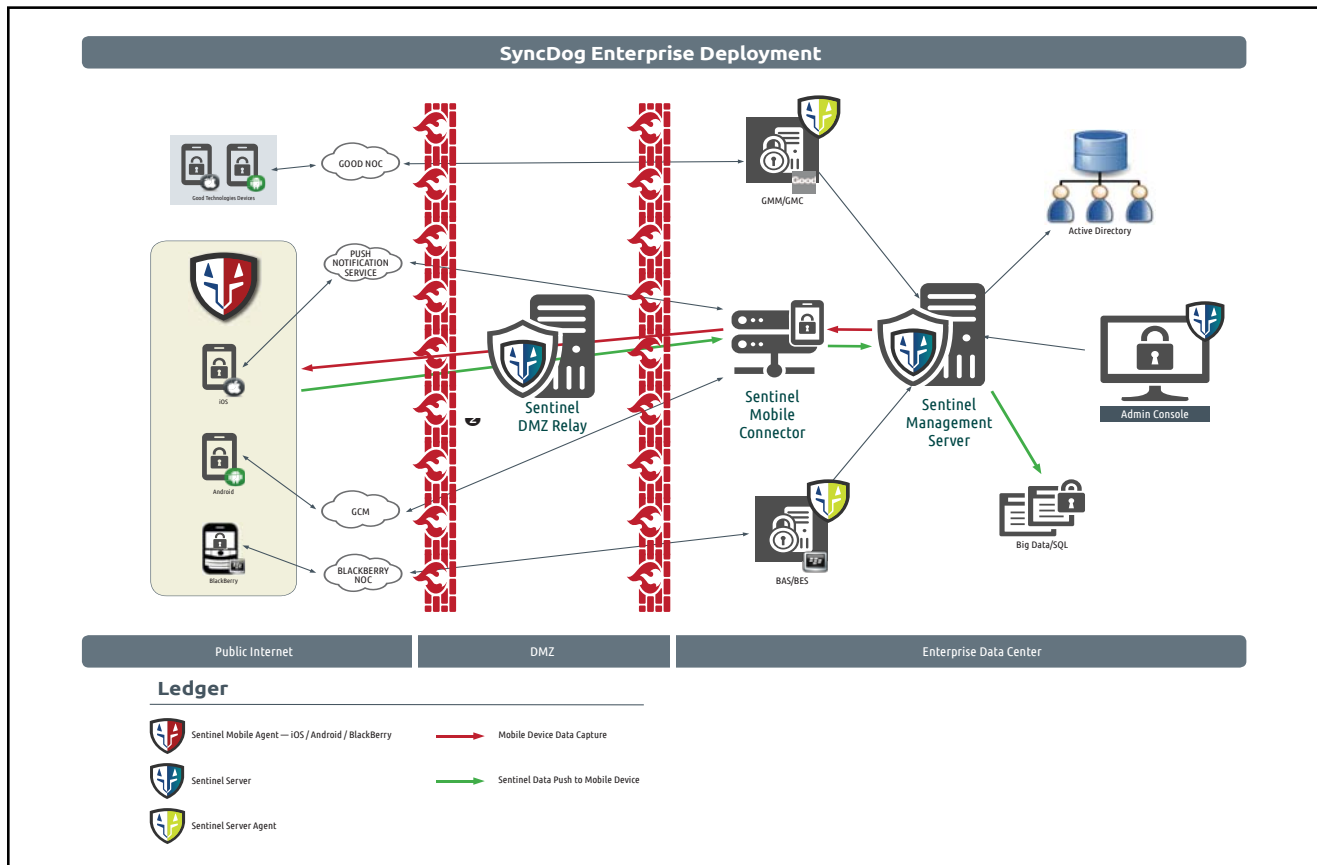 SyncDog Enterprise Deployment
GOOD NOC
Good Technologies Devices
Good
GMM/GMC
Active Directory
PUSH
NOTIFICATION
SERVICE
iOS
Sentinel
DMZ Relay
Sentinel
Mobile
Connector
Sentinel
Management
Server
Admin Console
Android
GCM
Big Data/SQL
BlackBerry
BLACKBERRY
NOC
BAS/BES
Public Internet
DMZ
Enterprise Data Center
Ledger
Sentinel Mobile Agent — iOS / Android / BlackBerry
Mobile Device Data Capture
Sentinel Server
Sentinel Data Push to Mobile Device
Sentinel Server Agent